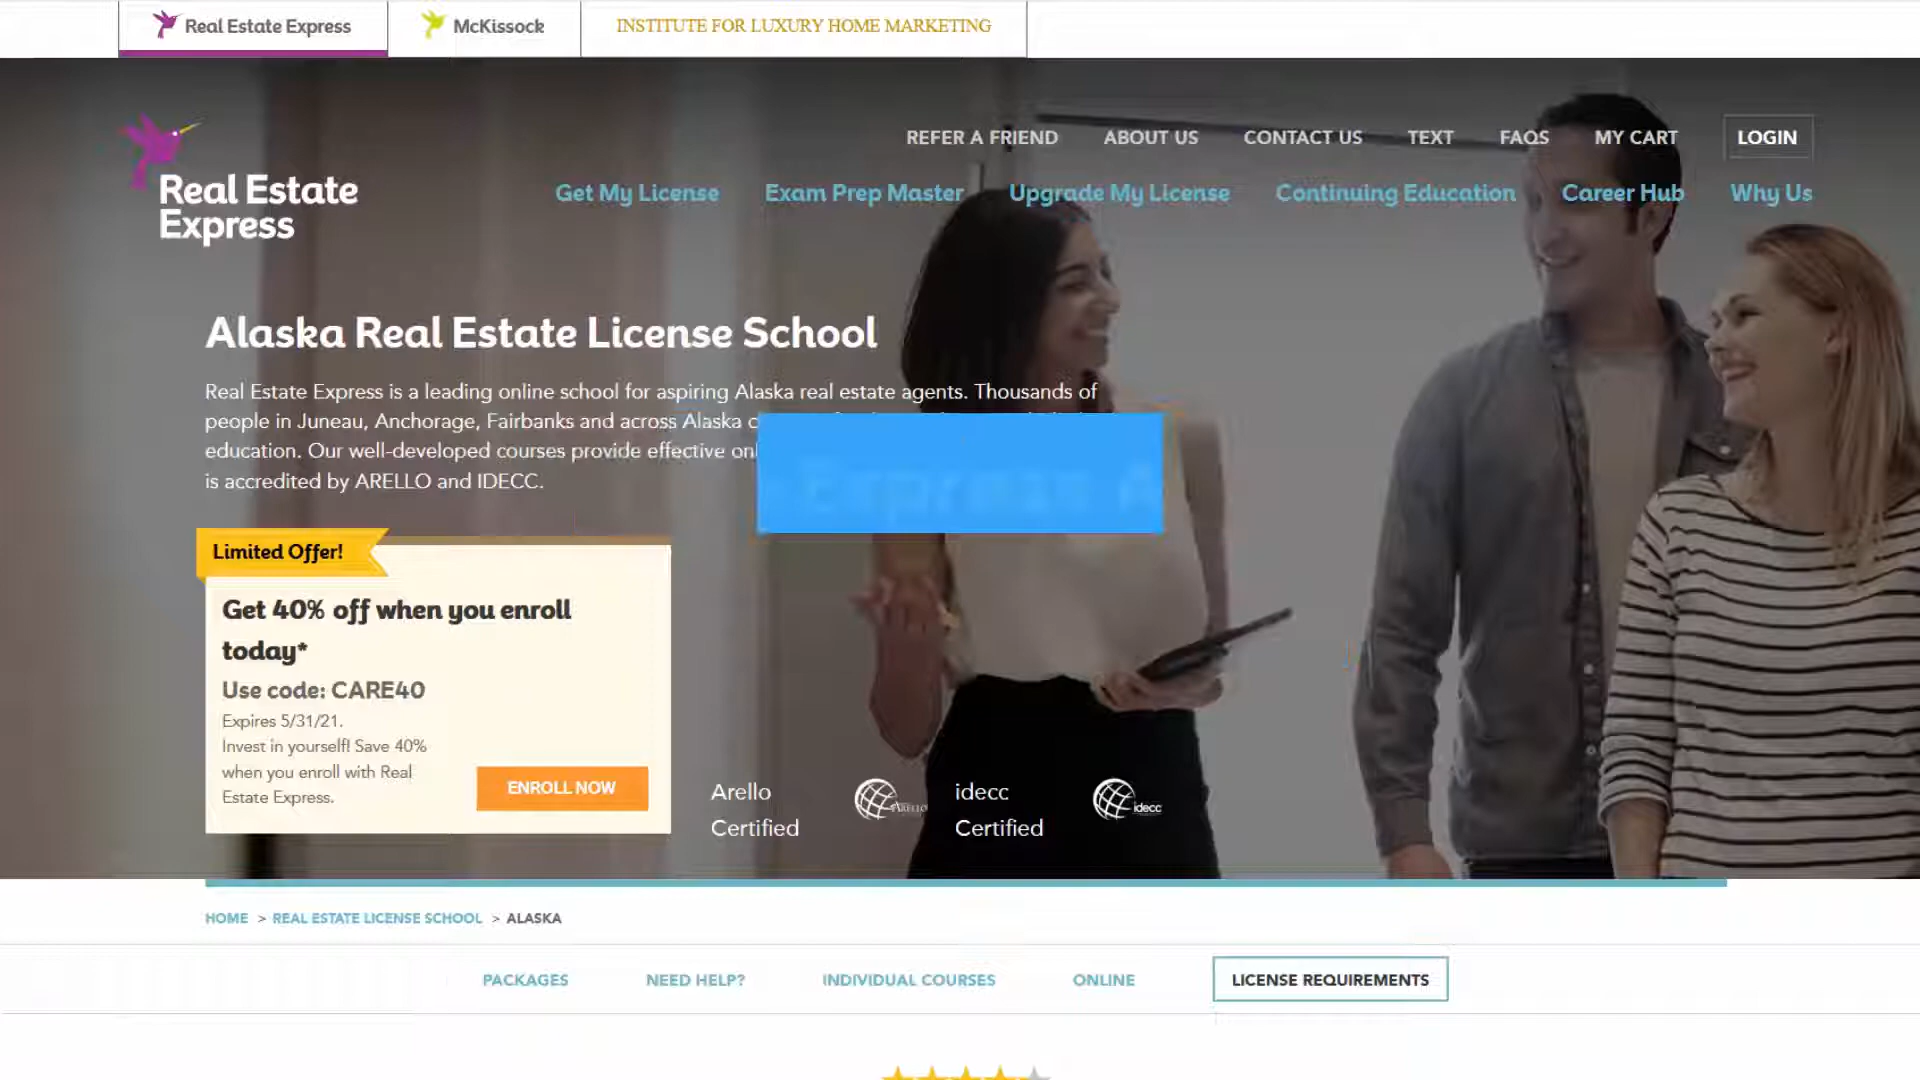 Real Estate Express
McKissock
INSTITUTE FOR LUXURY HOME MARKETING
REFER A FRIEND
ABOUT US
CONTACT US
TEXT
FAQS
MY CART
LOGIN
Real Estate
Express
Get My License
Exam Prep Master
Upgrade My License
Continuing Education
Career Hub
Why Us
Alaska Real Estate License School
Real Estate Express is a leading online school for aspiring Alaska real estate agents. Thousands of
people in Juneau, Anchorage, Fairbanks and across Alaska
education. Our well-developed courses provide effective
is accredited by ARELLO and IDECC.
Express
Limited Offer!
Get 40% off when you enroll
today*
Use code: CARE40
Expires 5/31/21.
Invest in yourself! Save 40%
when you enroll with Real
Estate Express.
ENROLL NOW
Arello
Certified
ARELLO
idecc
Certified
idecc
HOME > REAL ESTATE LICENSE SCHOOL > ALASKA
PACKAGES
NEED HELP?
INDIVIDUAL COURSES
ONLINE
LICENSE REQUIREMENTS